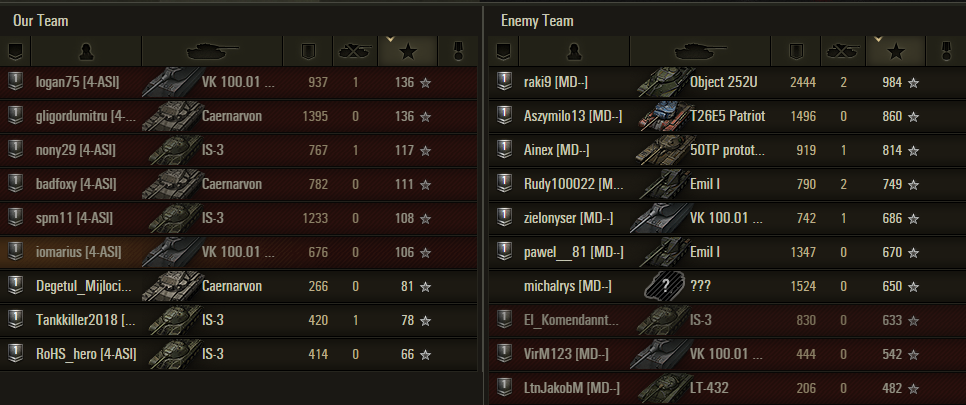 Our Team
logan75 [4-ASI] VK 100.01 ... 937 1 136
gligordumitru [4-... Caernarvon 1395 0 136
nony29 [4-ASI] IS-3 767 1 117
badfoxy [4-ASI] Caernarvon 782 0 111
spm11 [4-ASI] IS-3 1233 0 108
iomarius [4-ASI] VK 100.01 ... 676 0 106
Degetul_Mijloci... Caernarvon 266 0 81
Tankkiller2018 [... IS-3 420 1 78
RoHS_hero [4-ASI] IS-3 414 0 66
Enemy Team
raki9 [MD--] Object 252U 2444 2 984
Aszymilo13 [MD--] T26E5 Patriot 1496 0 860
Ainex [MD--] 50TP protot... 919 1 814
Rudy100022 [M... Emil I 790 2 749
zielonyser [MD--] VK 100.01 ... 742 1 686
pawel__81 [MD--] Emil I 1347 0 670
michalrys [MD--] ? ??? 1524 0 650
El_Komendannt... IS-3 830 0 633
VirM123 [MD--] VK 100.01 ... 444 0 542
LtnJakobM [MD--] LT-432 206 0 482